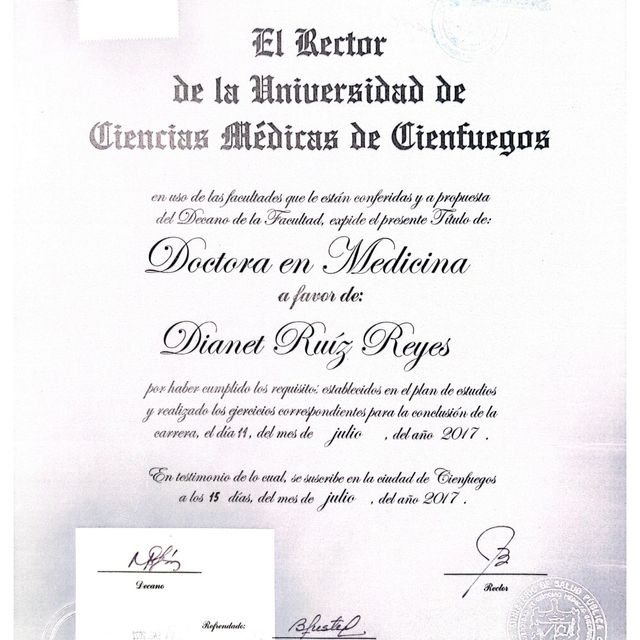 El Rector
de la Universidad de
Ciencias Médicas de Cienfuegos
en uso de las facultades que le están conferidas y a propuesta
del Decano de la Facultad, expide el presente Título de:
Doctora en Medicina
a favor de:
Dianet Ruíz Reyes
por haber cumplido los requisito: establecidos en el plan de estudios
y realizado los ejercicios correspondientes para la conclusión de la
carrera, el día 11, del mes de julio , del año 2017 .
En testimonio de lo cual, se suscribe en la ciudad de Cienfuegos
a los 15 días, del mes de julio , del año 2017 .
Decano
Rector
Refrendado:
DE SALUD PÚBLICA